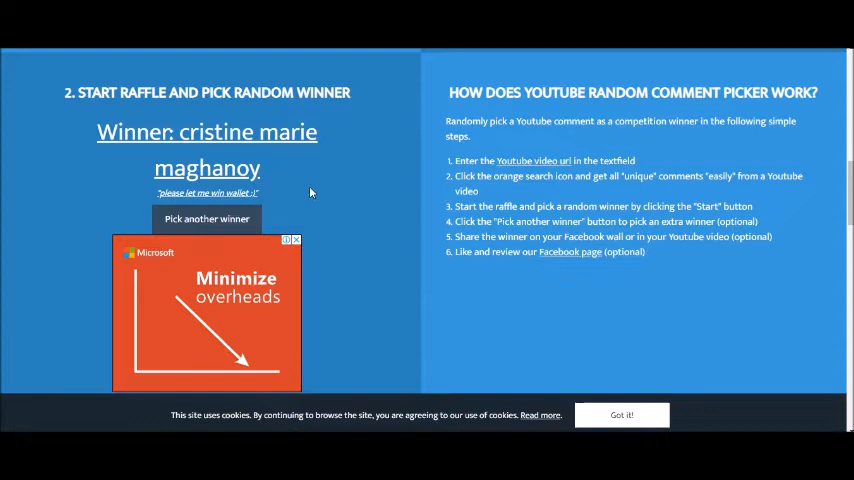 2. START RAFFLE AND PICK RANDOM WINNER
Winner: cristine marie
maghanoy
"please let me win wallet ;)!"
Pick another winner
Microsoft
Minimize
overheads
HOW DOES YOUTUBE RANDOM COMMENT PICKER WORK?
Randomly pick a Youtube comment as a competition winner in the following simple
steps.
1. Enter the Youtube video url in the textfield
2. Click the orange search icon and get all "unique" comments "easily" from a Youtube
video
3. Start the raffle and pick a random winner by clicking the "Start" button
4. Click the "Pick another winner" button to pick an extra winner (optional)
5. Share the winner on your Facebook wall or in your Youtube video (optional)
6. Like and review our Facebook page (optional)
This site uses cookies. By continuing to browse the site, you are agreeing to our use of cookies. Read more.
Got it!